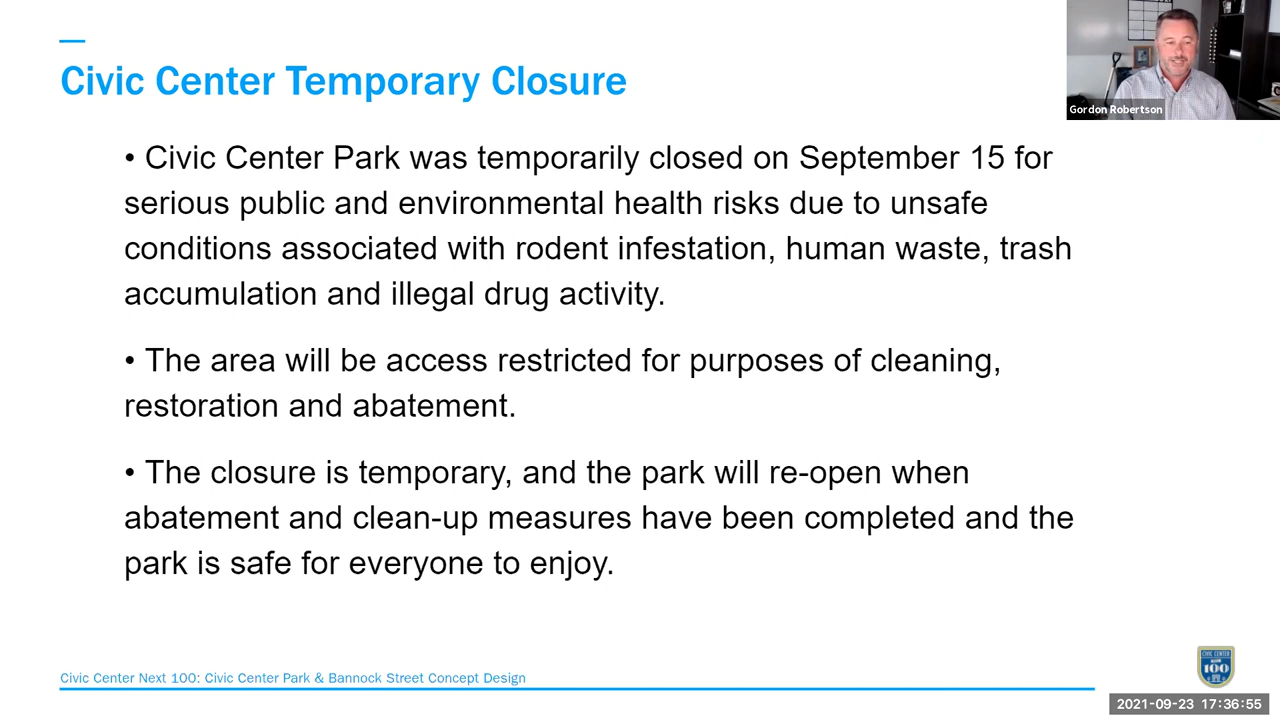 Civic Center Temporary Closure
Gordon Robertson
• Civic Center Park was temporarily closed on September 15 for
serious public and environmental health risks due to unsafe
conditions associated with rodent infestation, human waste, trash
accumulation and illegal drug activity.
• The area will be access restricted for purposes of cleaning,
restoration and abatement.
• The closure is temporary, and the park will re-open when
abatement and clean-up measures have been completed and the
park is safe for everyone to enjoy.
Civic Center Next 100: Civic Center Park & Bannock Street Concept Design
CIVIC CENTER
100
2021-09-23 17:36:55